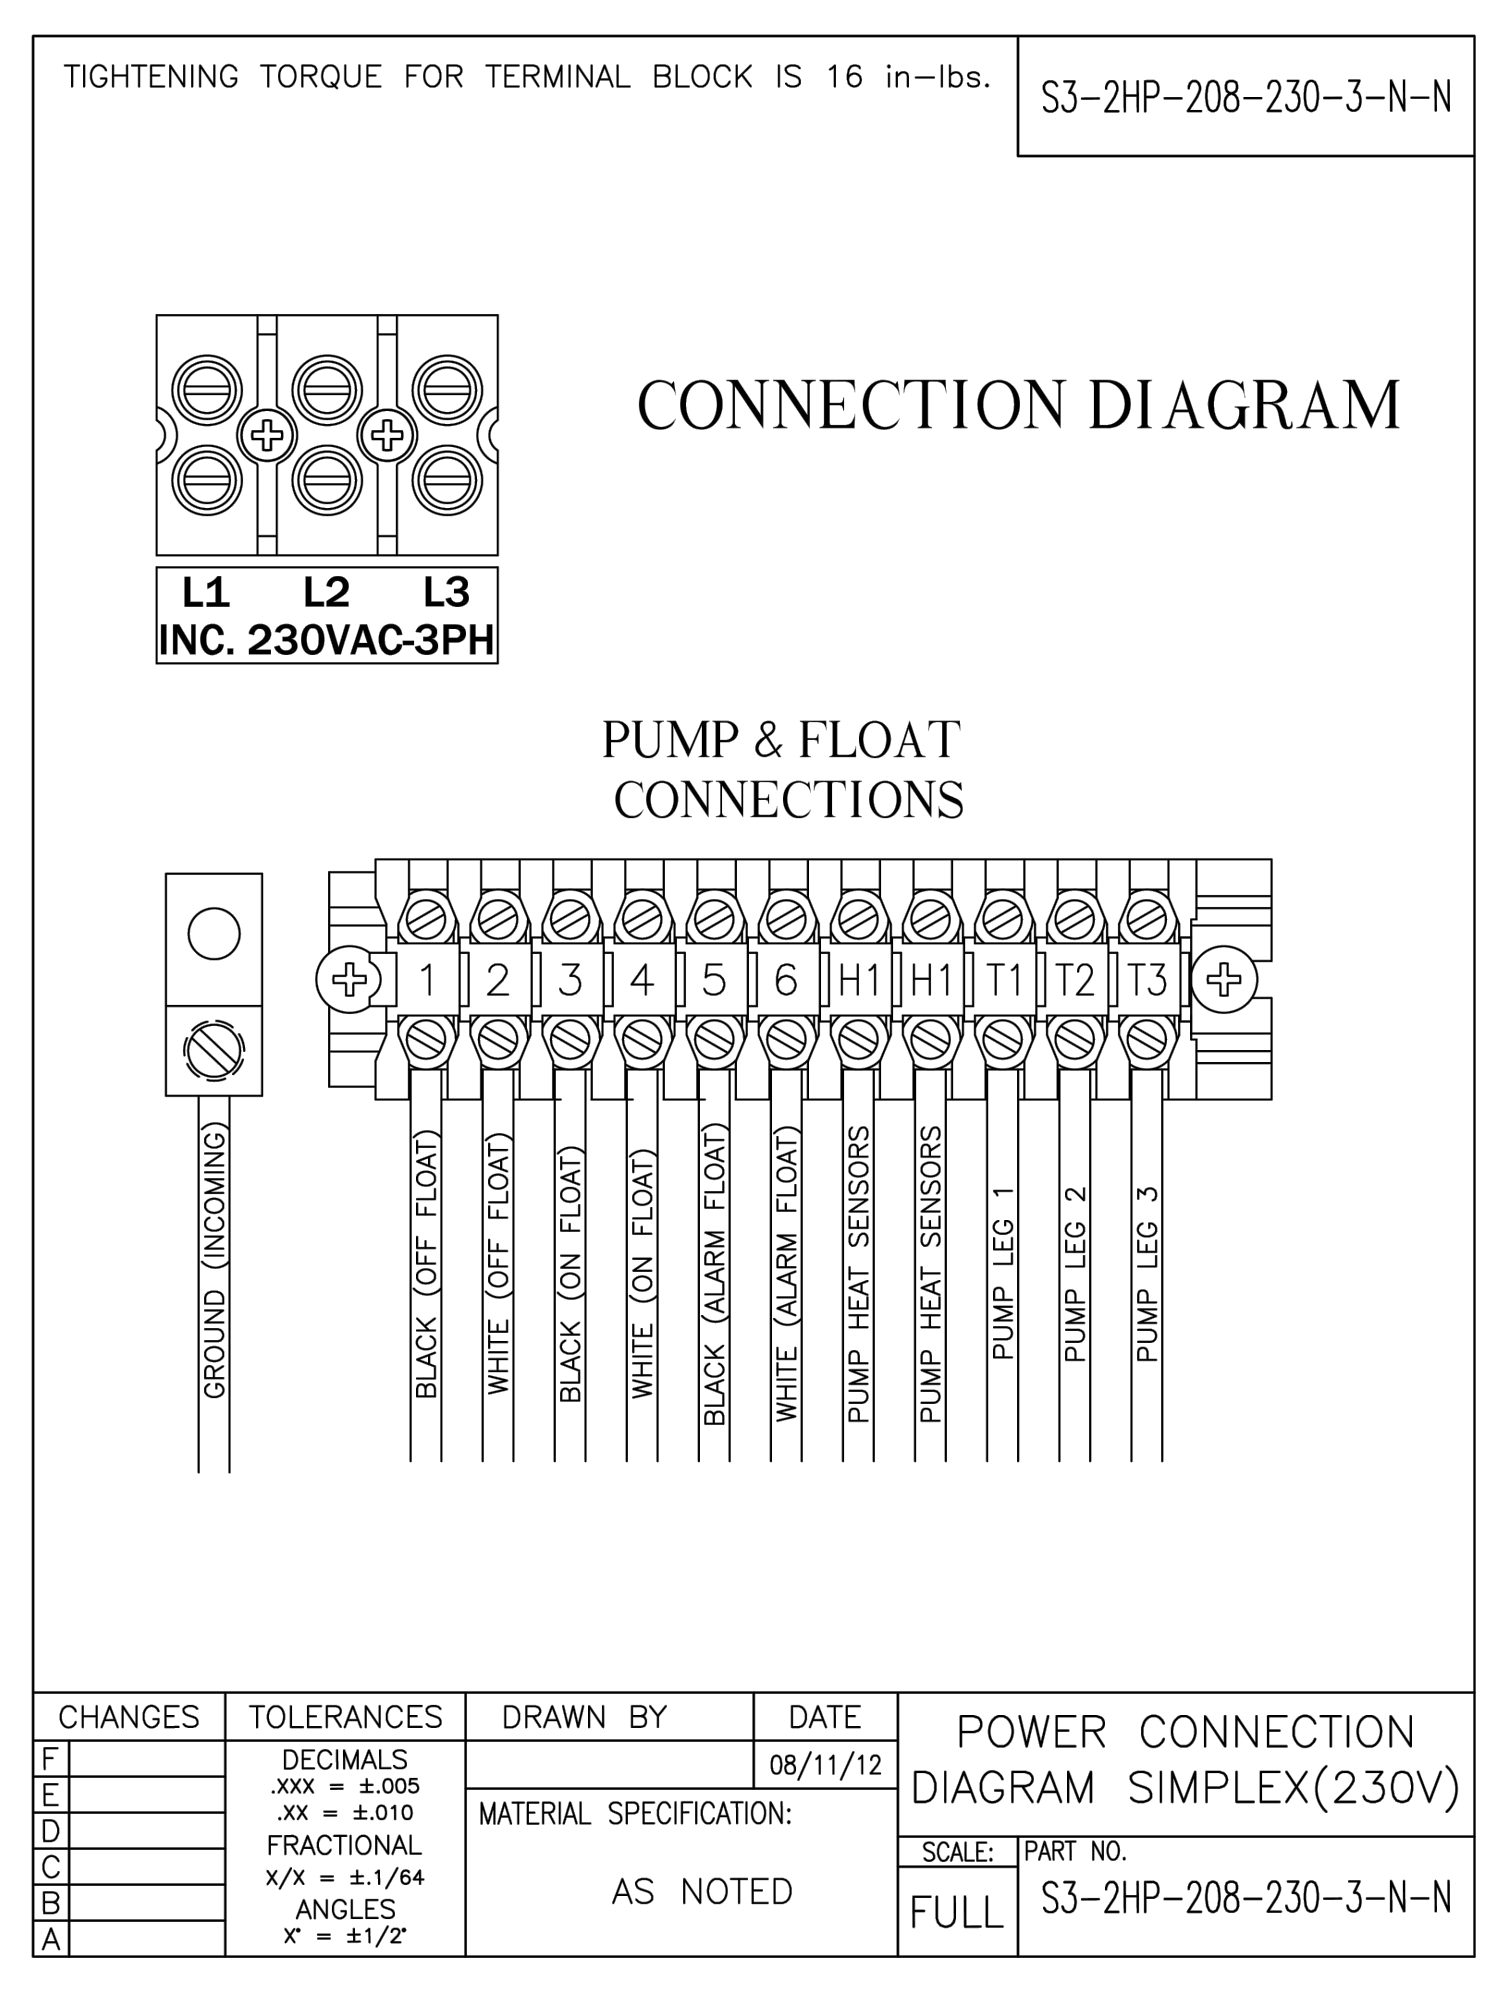 TIGHTENING TORQUE FOR TERMINAL BLOCK IS 16 in-lbs.
S3-2HP-208-230-3-N-N
CONNECTION DIAGRAM
L1 L2 L3
INC. 230VAC-3PH
PUMP & FLOAT
CONNECTIONS
1 2 3 4 5 6 H1 H1 T1 T2 T3
GROUND (INCOMING)
BLACK (OFF FLOAT)
WHITE (OFF FLOAT)
BLACK (ON FLOAT)
WHITE (ON FLOAT)
BLACK (ALARM FLOAT)
WHITE (ALARM FLOAT)
PUMP HEAT SENSORS
PUMP HEAT SENSORS
PUMP LEG 1
PUMP LEG 2
PUMP LEG 3
CHANGES
F
E
D
C
B
A
TOLERANCES
DECIMALS
.XXX = ±.005
.XX = ±.010
FRACTIONAL
X/X = ±.1/64
ANGLES
X° = ±1/2°
DRAWN BY
DATE
08/11/12
MATERIAL SPECIFICATION:
AS NOTED
POWER CONNECTION
DIAGRAM SIMPLEX(230V)
SCALE:
FULL
PART NO.
S3-2HP-208-230-3-N-N